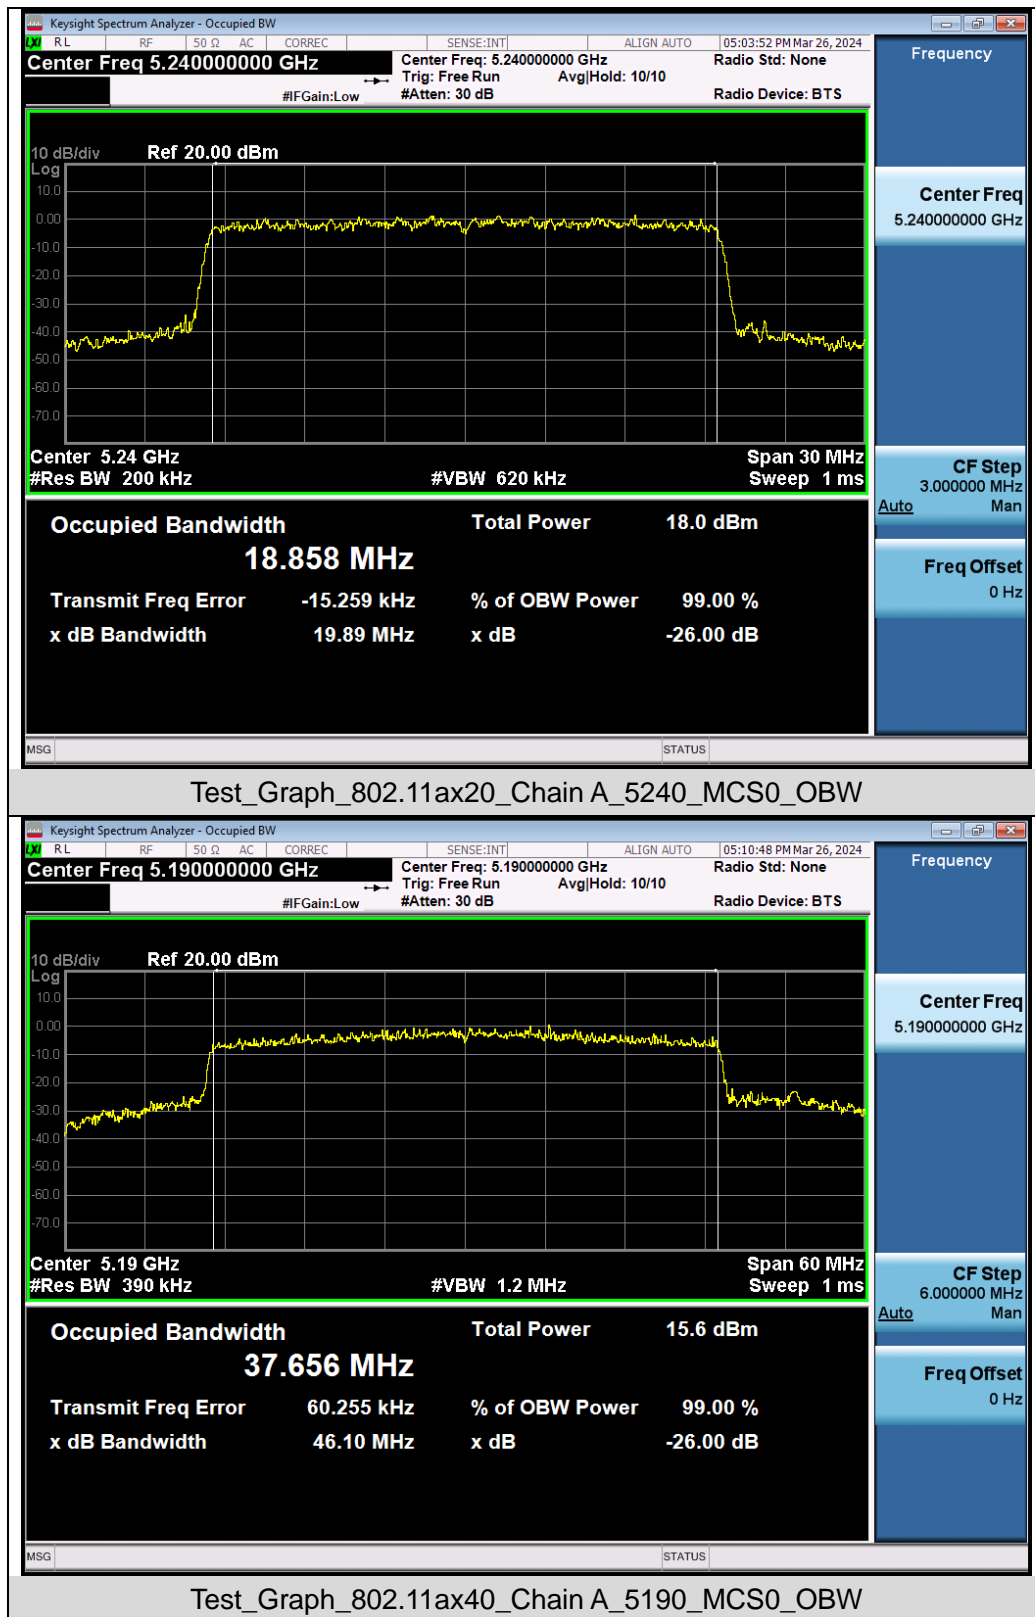 Keysight Spectrum Analyzer - Occupied BW
LXI RL RF 50 Ω AC CORREC SENSE:INT ALIGN AUTO 05:03:52 PM Mar 26, 2024
Center Freq 5.240000000 GHz Center Freq: 5.240000000 GHz Radio Std: None
Trig: Free Run Avg|Hold: 10/10
#IFGain:Low #Atten: 30 dB Radio Device: BTS
10 dB/div Ref 20.00 dBm
Log
10.0
0.00
-10.0
-20.0
-30.0
-40.0
-50.0
-60.0
-70.0
Center 5.24 GHz Span 30 MHz
#Res BW 200 kHz #VBW 620 kHz Sweep 1 ms
Occupied Bandwidth Total Power 18.0 dBm
18.858 MHz
Transmit Freq Error -15.259 kHz % of OBW Power 99.00 %
x dB Bandwidth 19.89 MHz x dB -26.00 dB
MSG STATUS
Frequency
Center Freq
5.240000000 GHz
CF Step
3.000000 MHz
Auto Man
Freq Offset
0 Hz
Test_Graph_802.11ax20_Chain A_5240_MCS0_OBW
Keysight Spectrum Analyzer - Occupied BW
LXI RL RF 50 Ω AC CORREC SENSE:INT ALIGN AUTO 05:10:48 PM Mar 26, 2024
Center Freq 5.190000000 GHz Center Freq: 5.190000000 GHz Radio Std: None
Trig: Free Run Avg|Hold: 10/10
#IFGain:Low #Atten: 30 dB Radio Device: BTS
10 dB/div Ref 20.00 dBm
Log
10.0
0.00
-10.0
-20.0
-30.0
-40.0
-50.0
-60.0
-70.0
Center 5.19 GHz Span 60 MHz
#Res BW 390 kHz #VBW 1.2 MHz Sweep 1 ms
Occupied Bandwidth Total Power 15.6 dBm
37.656 MHz
Transmit Freq Error 60.255 kHz % of OBW Power 99.00 %
x dB Bandwidth 46.10 MHz x dB -26.00 dB
MSG STATUS
Frequency
Center Freq
5.190000000 GHz
CF Step
6.000000 MHz
Auto Man
Freq Offset
0 Hz
Test_Graph_802.11ax40_Chain A_5190_MCS0_OBW